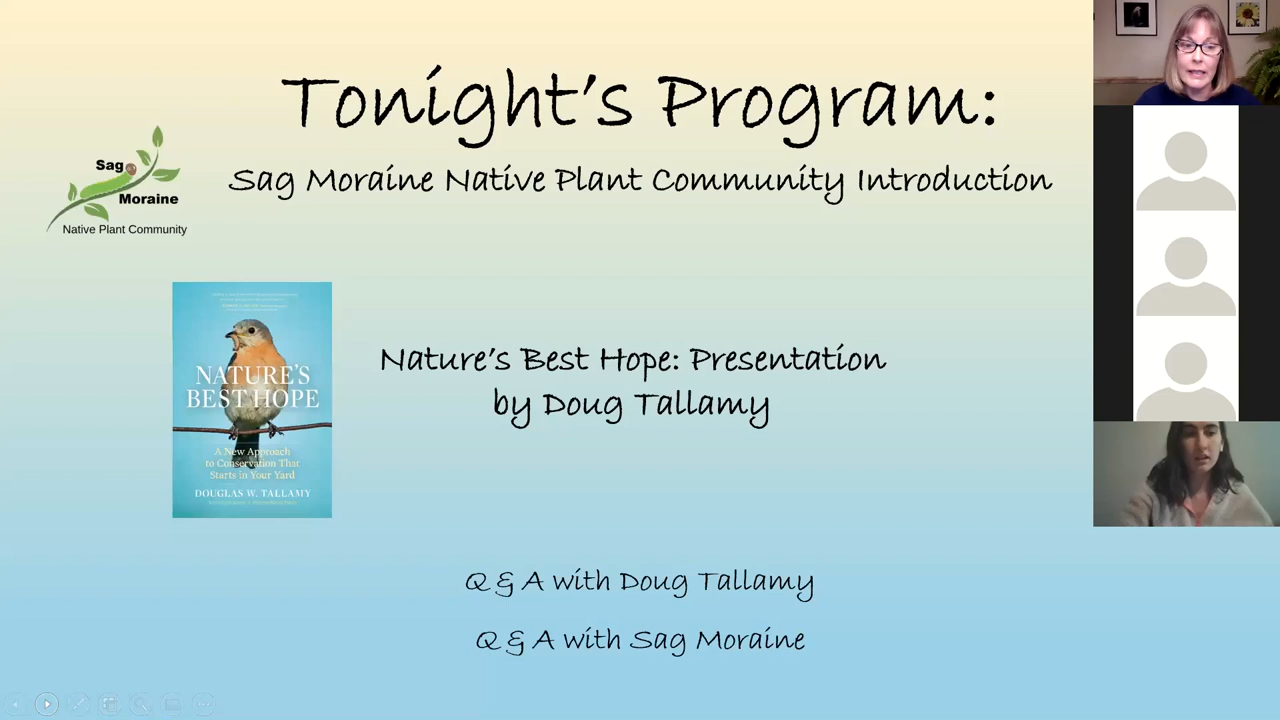 Tonight's Program:
Sag Moraine Native Plant Community Introduction
Sag
Moraine
Native Plant Community
NATURE'S
BEST HOPE
A New Approach
to Conservation That
Starts in Your Yard
DOUGLAS W. TALLAMY
Nature's Best Hope: Presentation
by Doug Tallamy
Q & A with Doug Tallamy
Q & A with Sag Moraine